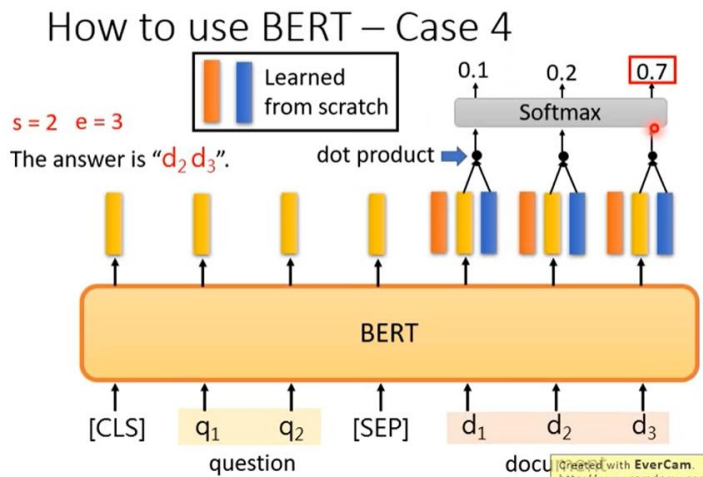 How to use BERT – Case 4
Learned
from scratch
s = 2 e = 3
The answer is “d2 d3”.
0.1 0.2 0.7
Softmax
dot product
BERT
[CLS] q1 q2 [SEP] d1 d2 d3
question
Created with EverCam.